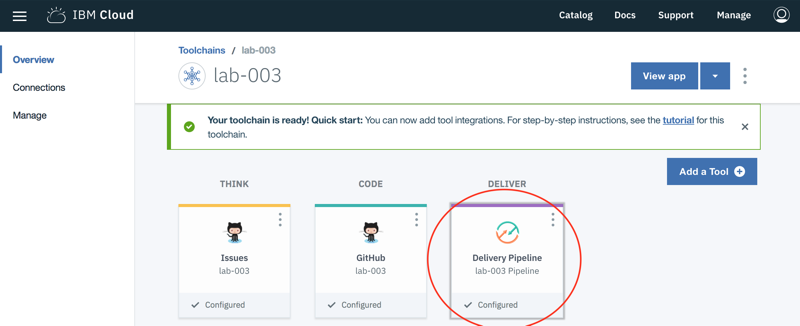 IBM Cloud
Catalog
Docs
Support
Manage
Overview
Connections
Manage
Toolchains / lab-003
lab-003
View app
Your toolchain is ready! Quick start: You can now add tool integrations. For step-by-step instructions, see the tutorial for this
toolchain.
Add a Tool
THINK
CODE
DELIVER
Issues
lab-003
Configured
GitHub
lab-003
Configured
Delivery Pipeline
lab-003 Pipeline
Configured